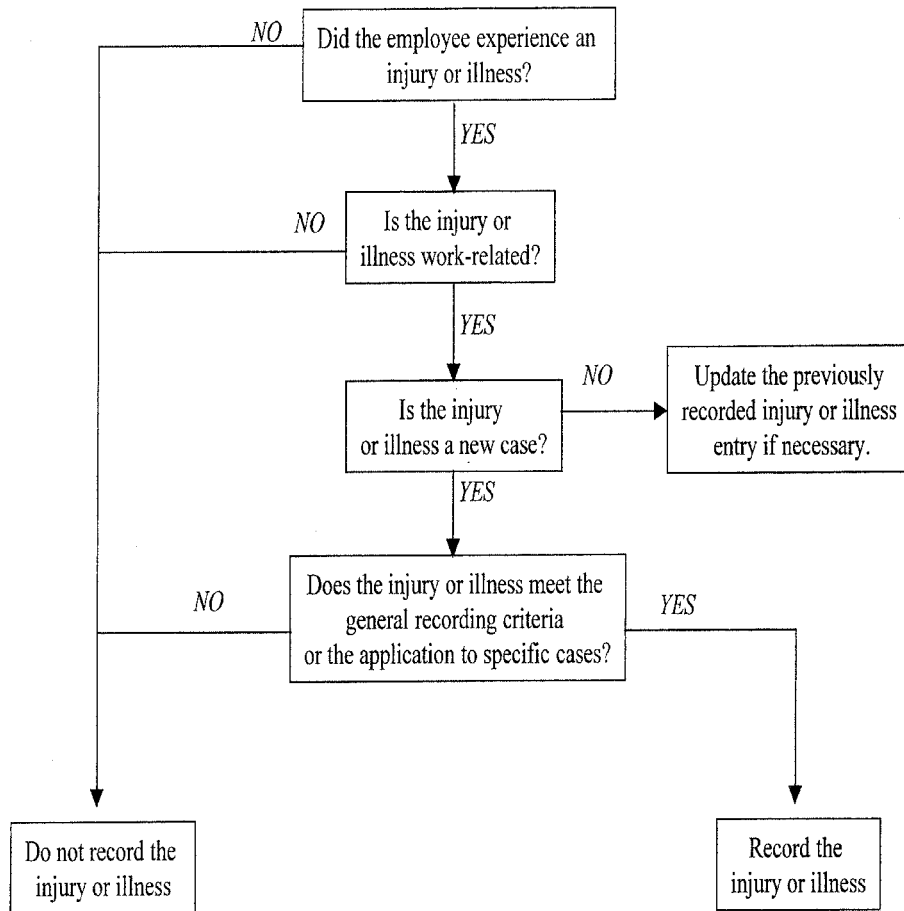 NO
Did the employee experience an
injury or illness?
YES
NO
Is the injury or
illness work-related?
YES
Is the injury
or illness a new case?
NO
Update the previously
recorded injury or illness
entry if necessary.
YES
NO
Does the injury or illness meet the
general recording criteria
or the application to specific cases?
YES
Do not record the
injury or illness
Record the
injury or illness